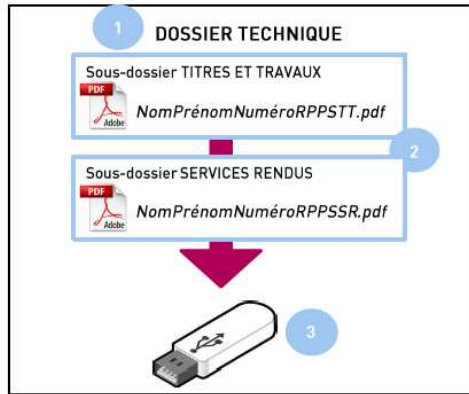 1
DOSSIER TECHNIQUE
Sous-dossier TITRES ET TRAVAUX
PDF
Adobe
NomPrénomNuméroRPPSTT.pdf
2
Sous-dossier SERVICES RENDUS
PDF
Adobe
NomPrénomNuméroRPPSSR.pdf
3